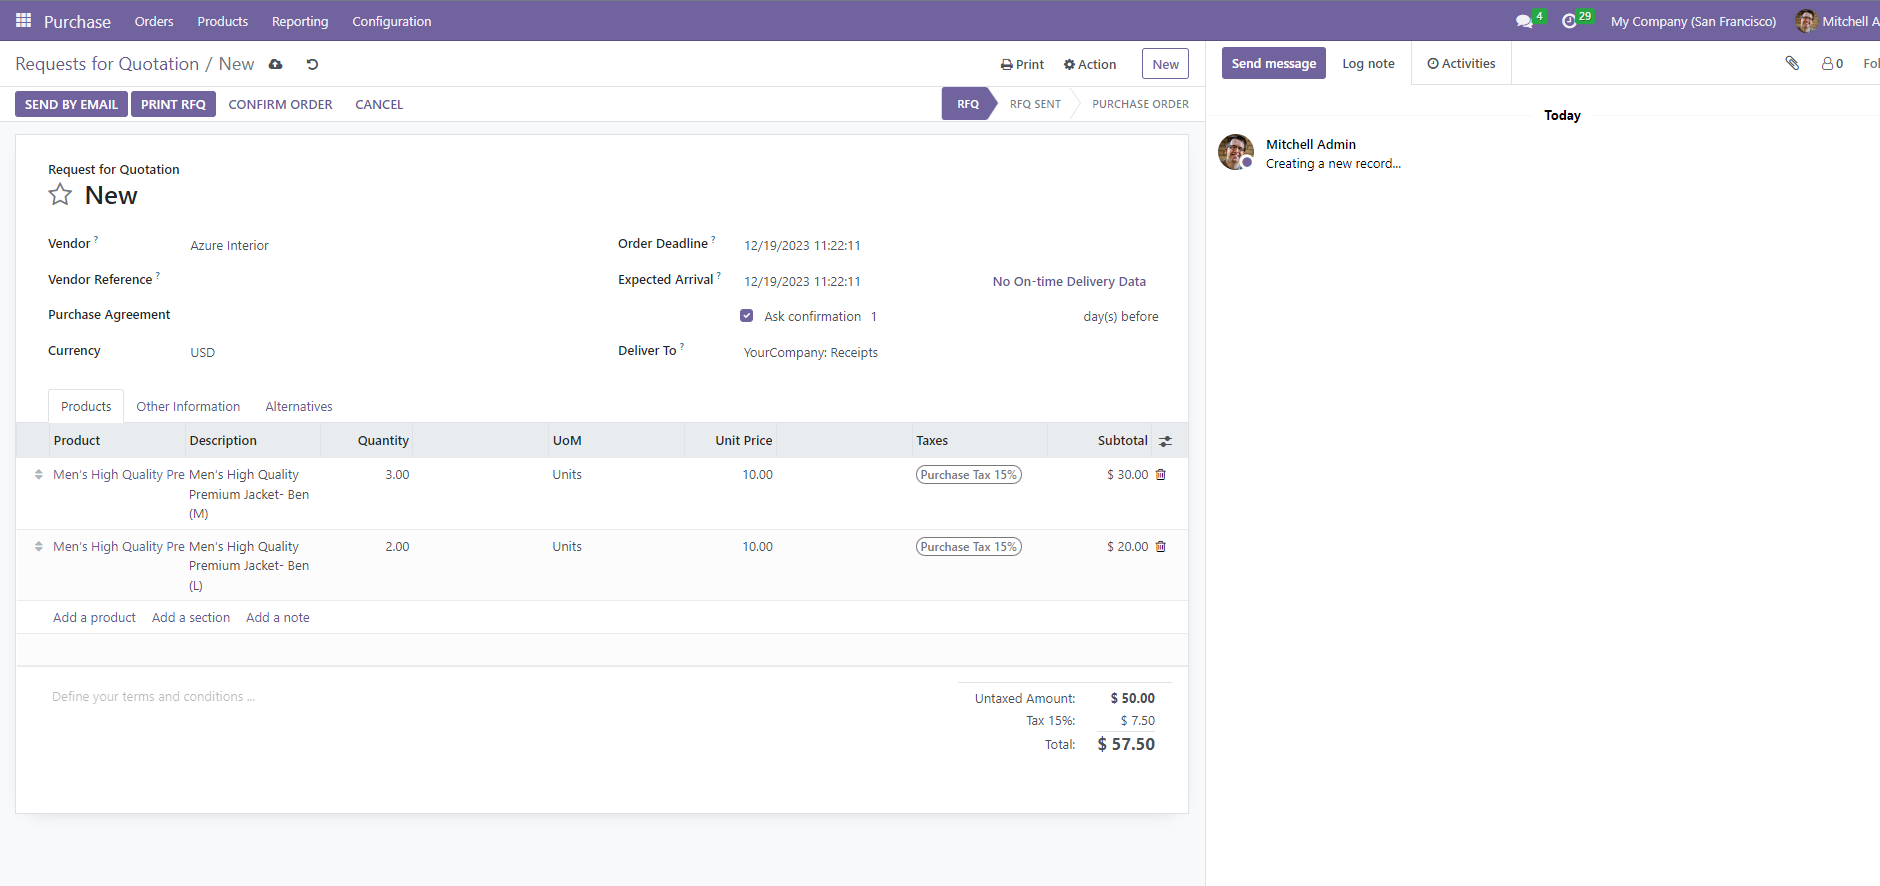 Purchase Orders Products Reporting Configuration 4 29 My Company (San Francisco) Mitchell A
Requests for Quotation / New Print Action New
Send message Log note Activities 0 Fol
SEND BY EMAIL PRINT RFQ CONFIRM ORDER CANCEL RFQ RFQ SENT PURCHASE ORDER
Today
Mitchell Admin
Creating a new record...
Request for Quotation
New
Vendor ? Azure Interior Order Deadline ? 12/19/2023 11:22:11
Vendor Reference ? Expected Arrival ? 12/19/2023 11:22:11 No On-time Delivery Data
Purchase Agreement Ask confirmation 1 day(s) before
Currency USD Deliver To ? YourCompany: Receipts
Products Other Information Alternatives
Product Description Quantity UoM Unit Price Taxes Subtotal
Men's High Quality Pre Men's High Quality 3.00 Units 10.00 Purchase Tax 15% $ 30.00
Premium Jacket- Ben
(M)
Men's High Quality Pre Men's High Quality 2.00 Units 10.00 Purchase Tax 15% $ 20.00
Premium Jacket- Ben
(L)
Add a product Add a section Add a note
Define your terms and conditions ... Untaxed Amount: $ 50.00
Tax 15%: $ 7.50
Total: $ 57.50